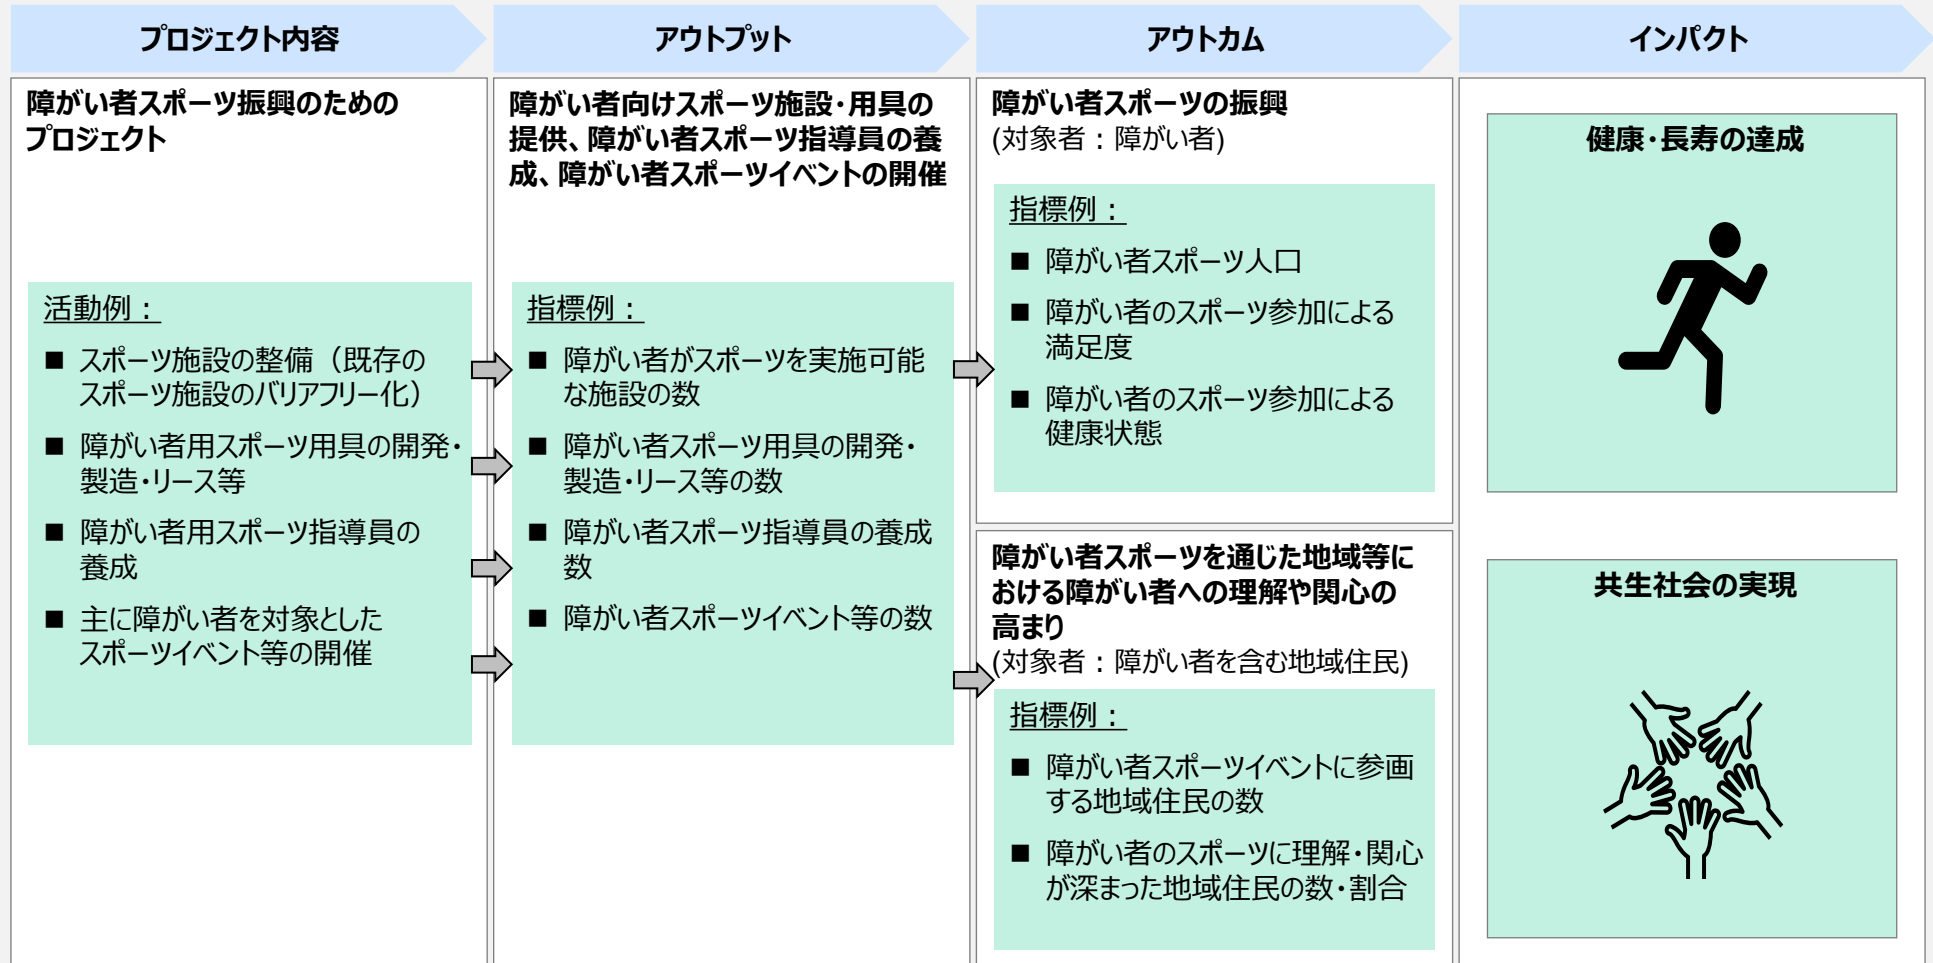 プロジェクト内容
アウトプット
アウトカム
インパクト
障がい者スポーツ振興のための
プロジェクト
活動例：
■ スポーツ施設の整備（既存の
スポーツ施設のバリアフリー化）
■ 障がい者用スポーツ用具の開発・
製造・リース等
■ 障がい者用スポーツ指導員の
養成
■ 主に障がい者を対象とした
スポーツイベント等の開催
障がい者向けスポーツ施設・用具の
提供、障がい者スポーツ指導員の養
成、障がい者スポーツイベントの開催
指標例：
■ 障がい者がスポーツを実施可能
な施設の数
■ 障がい者スポーツ用具の開発・
製造・リース等の数
■ 障がい者スポーツ指導員の養成
数
■ 障がい者スポーツイベント等の数
障がい者スポーツの振興
(対象者：障がい者)
指標例：
■ 障がい者スポーツ人口
■ 障がい者のスポーツ参加による
満足度
■ 障がい者のスポーツ参加による
健康状態
障がい者スポーツを通じた地域等に
おける障がい者への理解や関心の
高まり
(対象者：障がい者を含む地域住民)
指標例：
■ 障がい者スポーツイベントに参画
する地域住民の数
■ 障がい者のスポーツに理解・関心
が深まった地域住民の数・割合
健康・長寿の達成
共生社会の実現